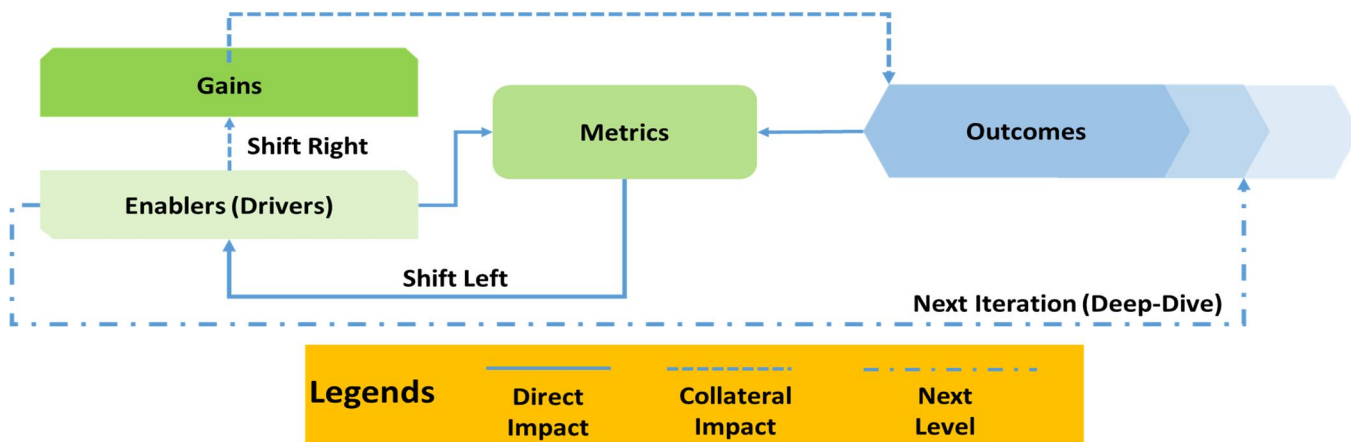 Gains
Shift Right
Metrics
Outcomes
Enablers (Drivers)
Shift Left
Next Iteration (Deep-Dive)
Legends
Direct
Impact
Collateral
Impact
Next
Level